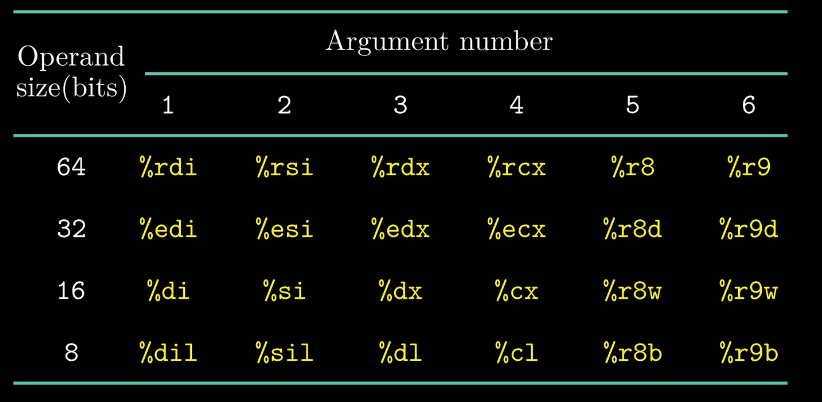 Operand size(bits) Argument number
1 2 3 4 5 6
64 %rdi %rsi %rdx %rcx %r8 %r9
32 %edi %esi %edx %ecx %r8d %r9d
16 %di %si %dx %cx %r8w %r9w
8 %dil %sil %dl %cl %r8b %r9b